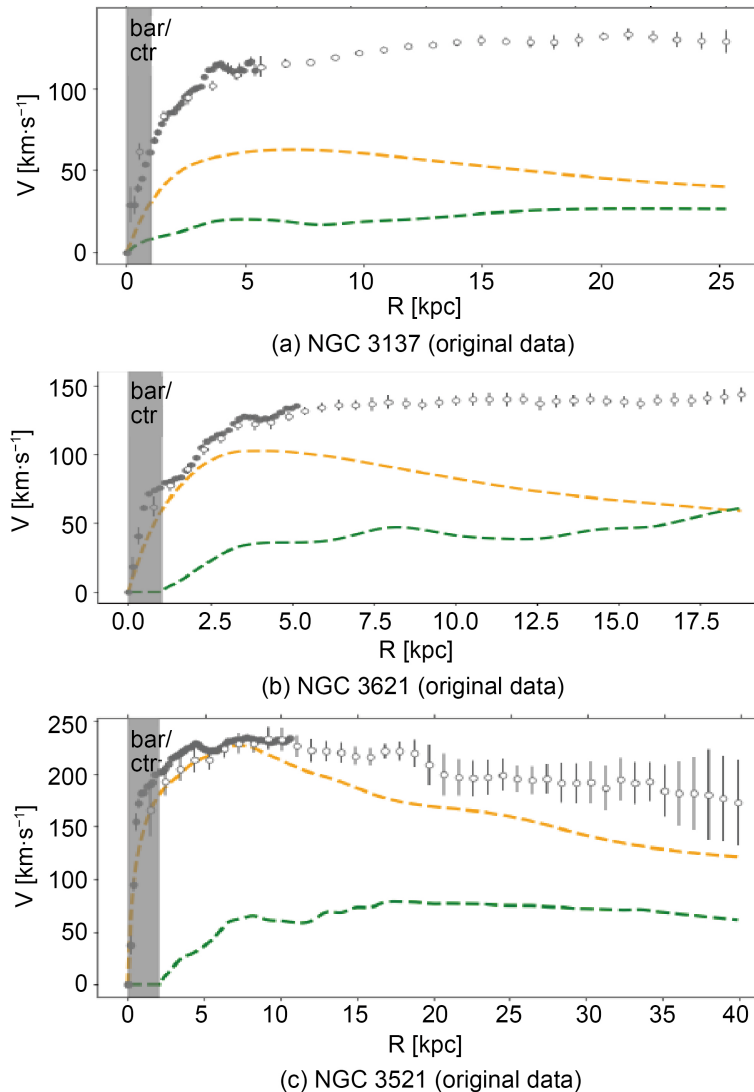 bar/
ctr
100
50
0
V [km·s⁻¹]
0 5 10 15 20 25
R [kpc]
(a) NGC 3137 (original data)
bar/
ctr
150
100
50
0
V [km·s⁻¹]
0.0 2.5 5.0 7.5 10.0 12.5 15.0 17.5
R [kpc]
(b) NGC 3621 (original data)
bar/
ctr
250
200
150
100
50
0
V [km·s⁻¹]
0 5 10 15 20 25 30 35 40
R [kpc]
(c) NGC 3521 (original data)